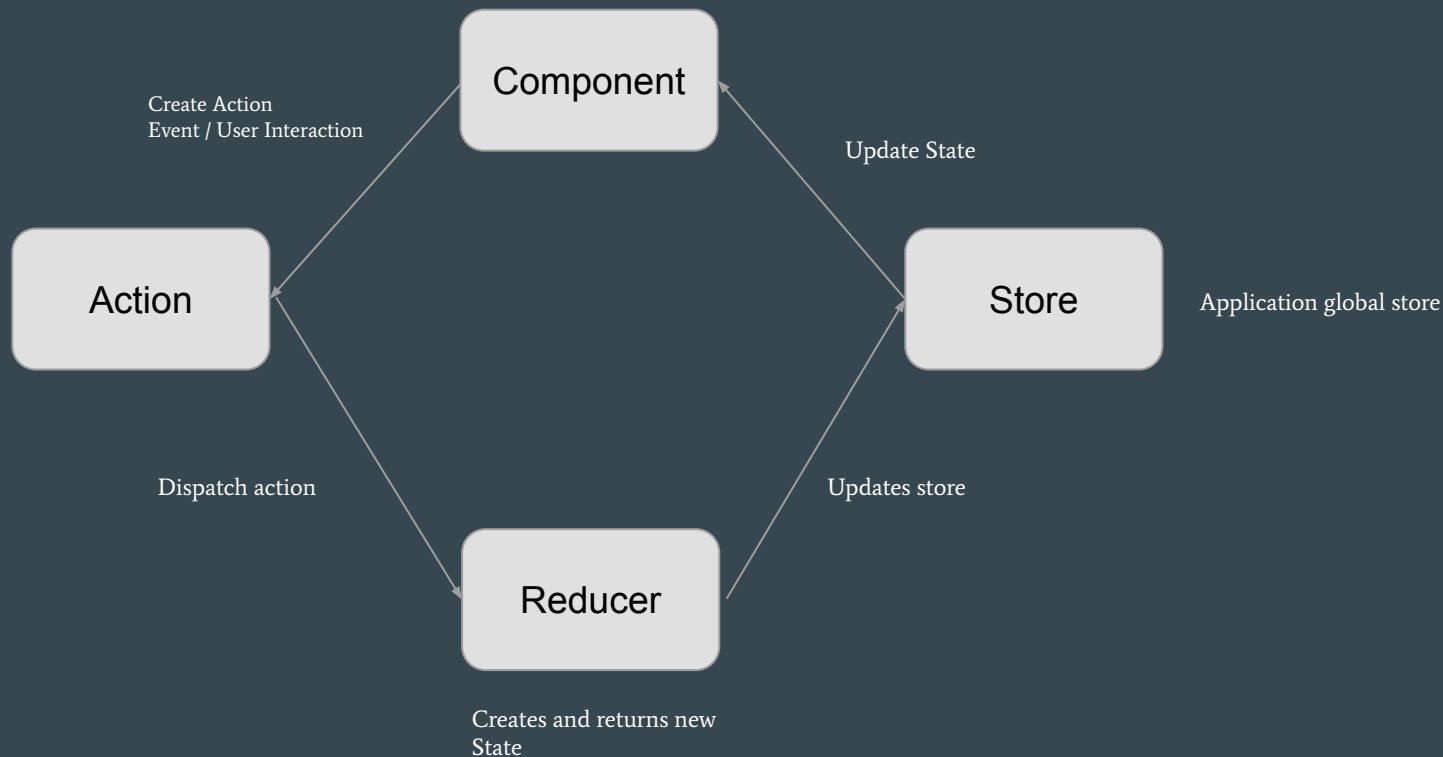 Component
Create Action
Event / User Interaction
Update State
Action
Store
Application global store
Dispatch action
Updates store
Reducer
Creates and returns new
State